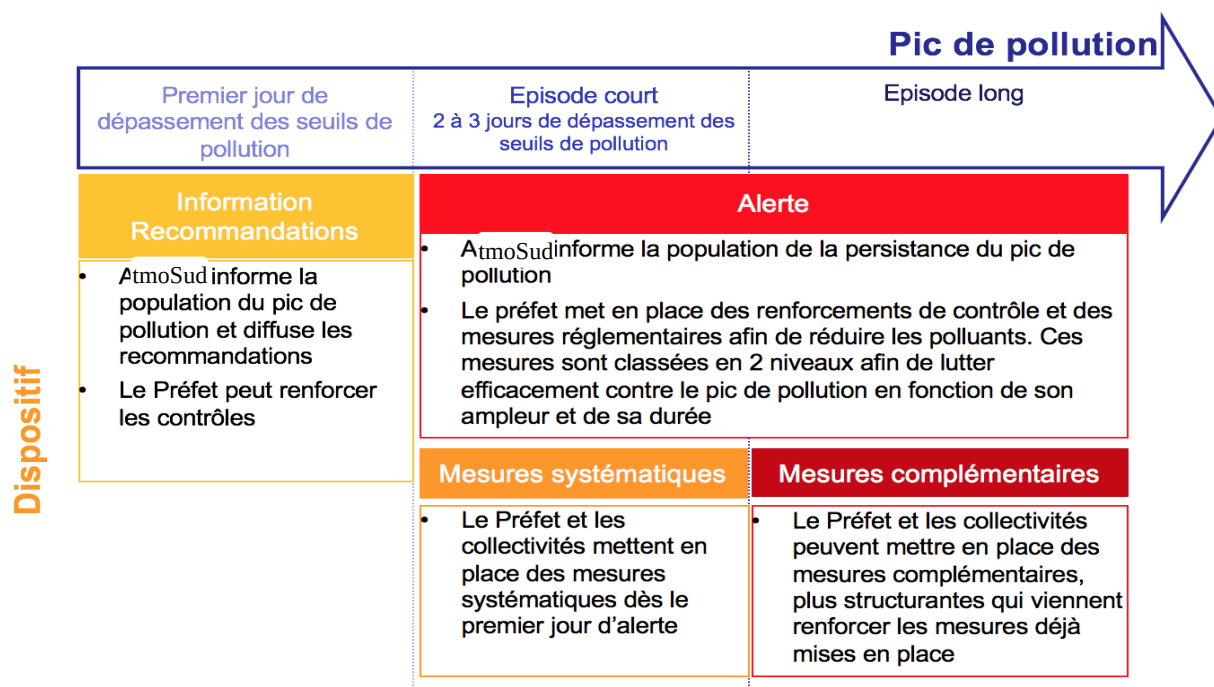 Pic de pollution
Premier jour de
dépassement des seuils de
pollution
Episode court
2 à 3 jours de dépassement des
seuils de pollution
Episode long
Dispositif
Information
Recommandations
• AtmoSud informe la
population du pic de
pollution et diffuse les
recommandations
• Le Préfet peut renforcer
les contrôles
Alerte
• AtmoSud informe la population de la persistance du pic de
pollution
• Le préfet met en place des renforcements de contrôle et des
mesures réglementaires afin de réduire les polluants. Ces
mesures sont classées en 2 niveaux afin de lutter
efficacement contre le pic de pollution en fonction de son
ampleur et de sa durée
Mesures systématiques
• Le Préfet et les
collectivités mettent en
place des mesures
systématiques dès le
premier jour d'alerte
Mesures complémentaires
• Le Préfet et les collectivités
peuvent mettre en place des
mesures complémentaires,
plus structurantes qui viennent
renforcer les mesures déjà
mises en place